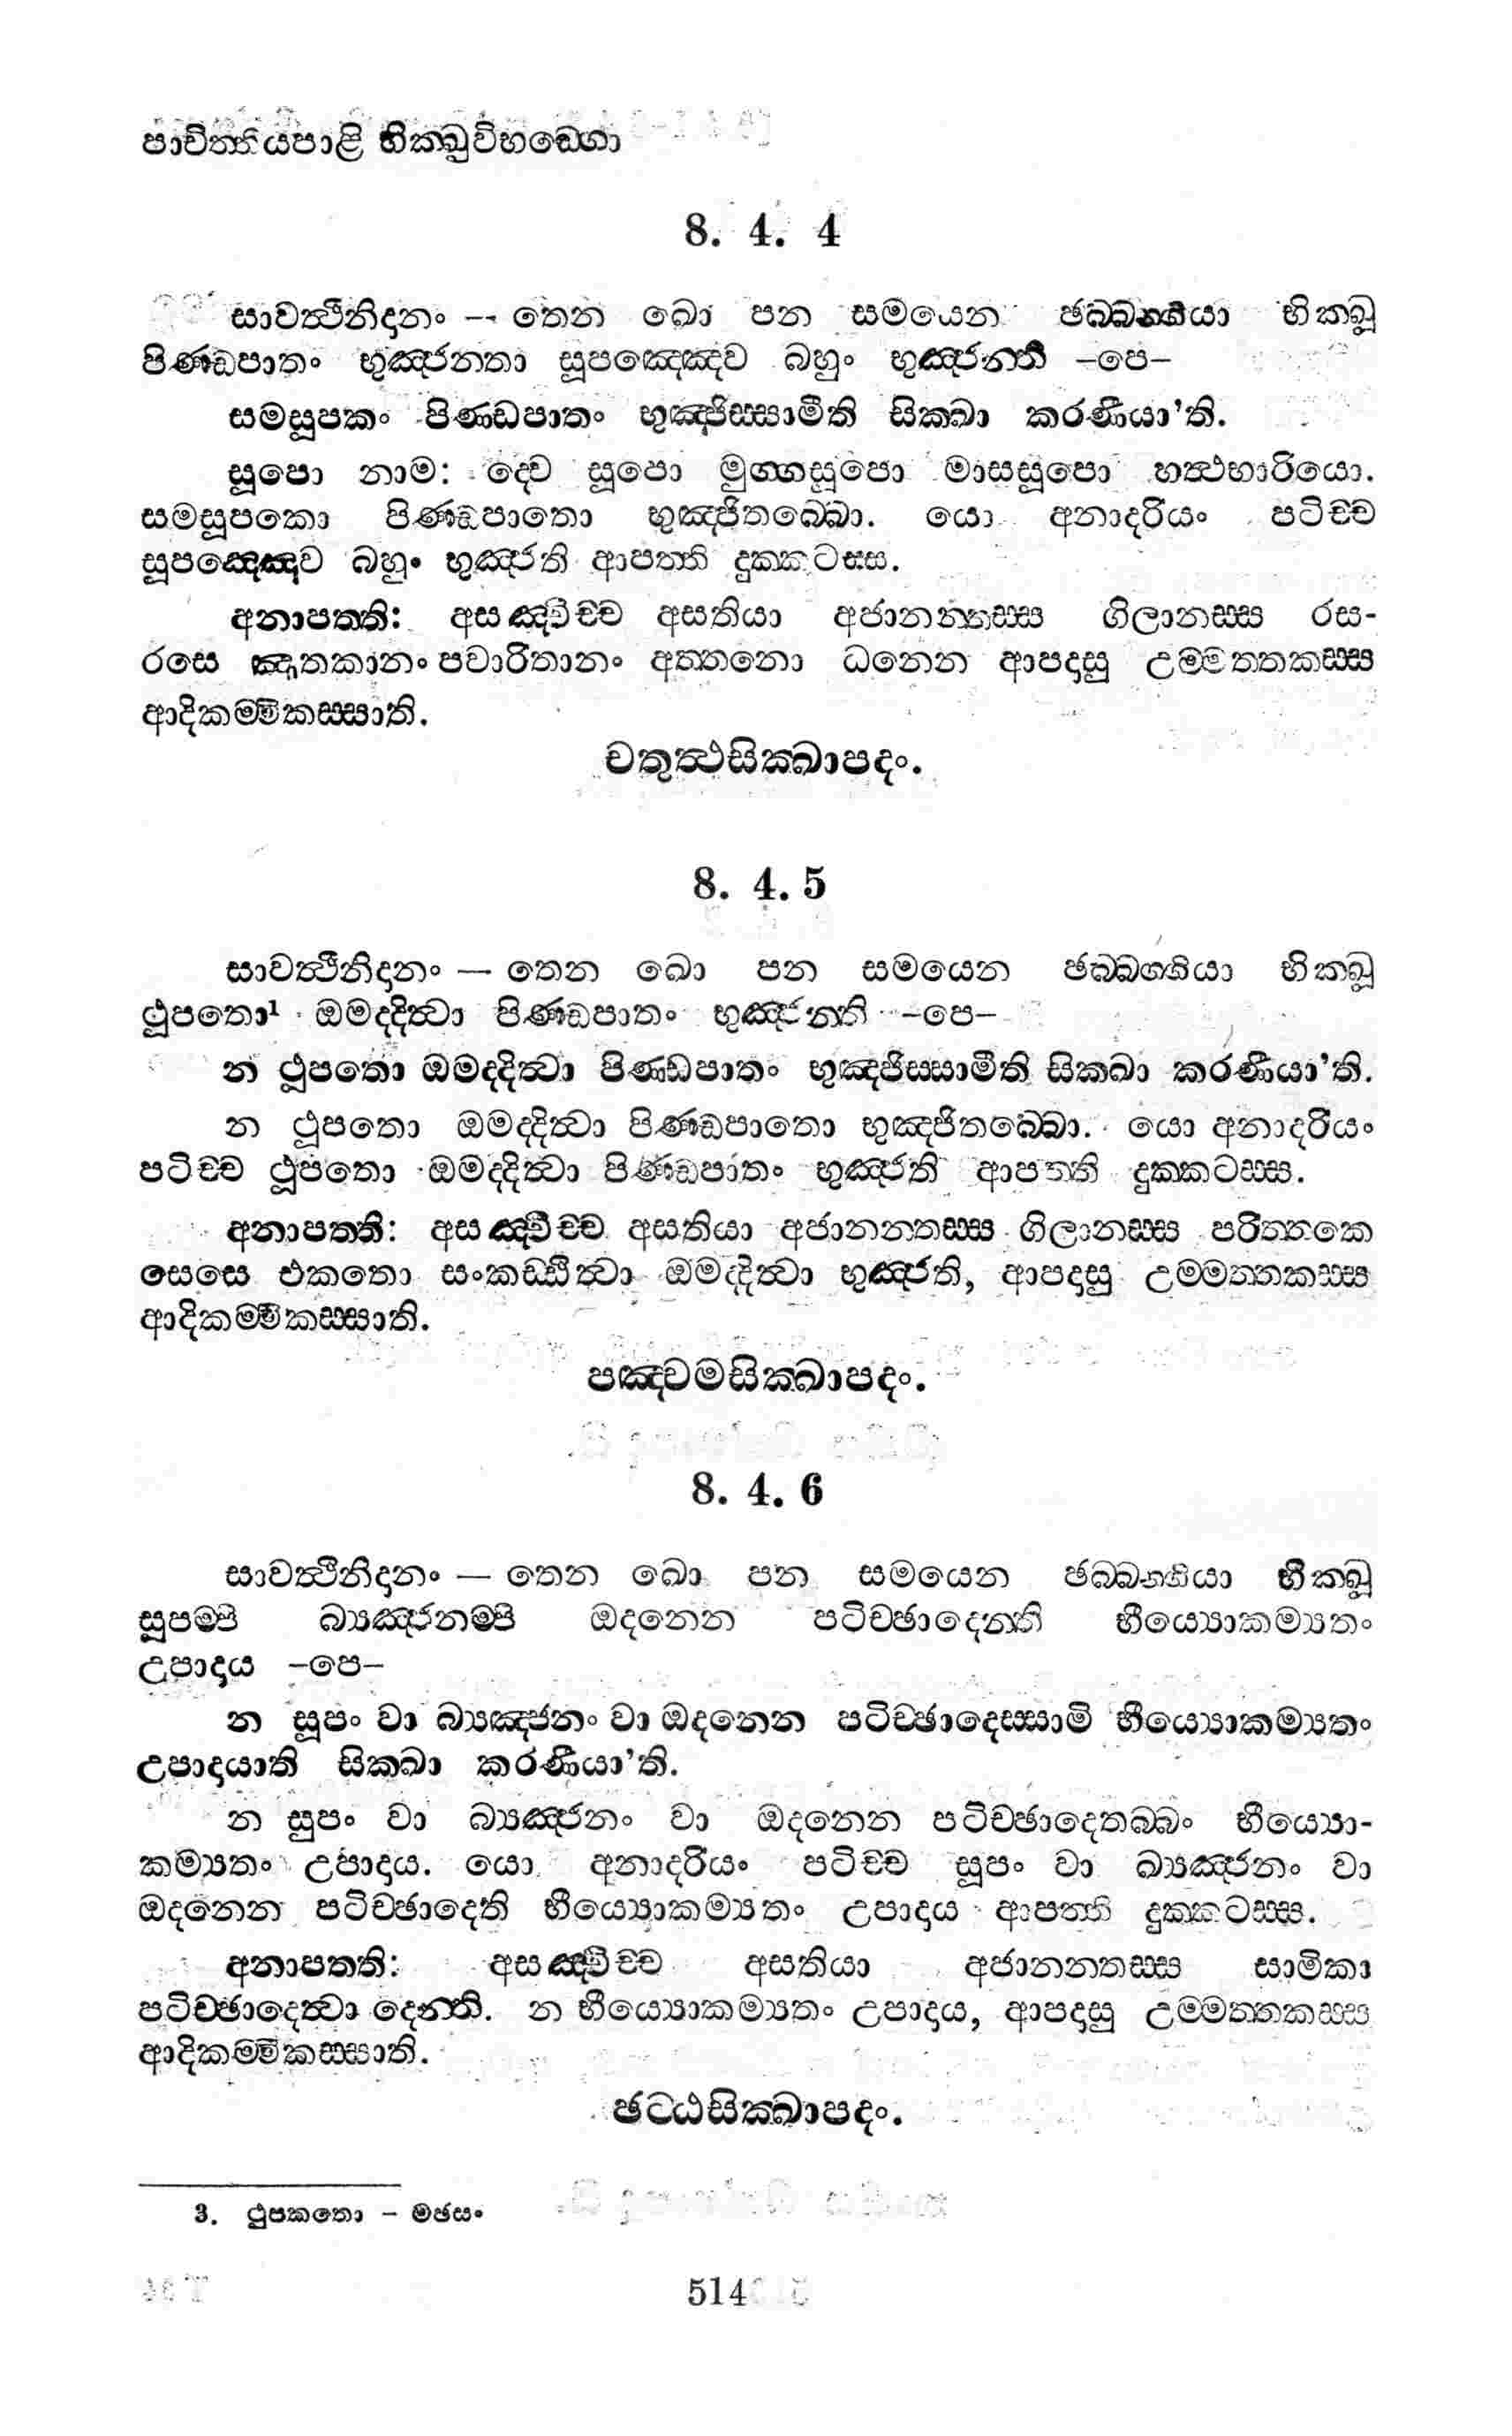 පාචිත්තියපාළි භික්ඛුවිභඞ්ගො
8. 4. 4
සාවත්ථිනිදානං — තෙන ඛො පන සමයෙන ඡබ්බග්ගියා භික්ඛූ
පිණ්ඩපාතං භුඤ්ජන්තා සූපඤ්ඤෙව බහුං භුඤ්ජන්ති –පෙ–
සමසූපකං පිණ්ඩපාතං භුඤ්ජිස්සාමීති සික්ඛා කරණීයා’ති.
සූපො නාම: ද්වෙ සූපො මුග්ගසූපො මාසසූපො හත්ථහාරියො.
සමසූපකො පිණ්ඩපාතො භුඤ්ජිතබ්බො. යො අනාදරියං පටිච්ච
සූපඤ්ඤෙව බහුං භුඤ්ජති ආපත්ති දුක්කටස්ස.
අනාපත්ති: අසඤ්චිච්ච අසතියා අජානන්තස්ස ගිලානස්ස රස-
රසෙ ඤාතකානං පවාරිතානං අත්තනො ධනෙන ආපදාසු උම්මත්තකස්ස
ආදිකම්මිකස්සාති.
චතුත්ථසික්ඛාපදං.
8. 4. 5
සාවත්ථිනිදානං — තෙන ඛො පන සමයෙන ඡබ්බග්ගියා භික්ඛූ
ථූපතො¹ ඔමද්දිත්වා පිණ්ඩපාතං භුඤ්ජන්ති –පෙ–
න ථූපතො ඔමද්දිත්වා පිණ්ඩපාතං භුඤ්ජිස්සාමීති සික්ඛා කරණීයා’ති.
න ථූපතො ඔමද්දිත්වා පිණ්ඩපාතො භුඤ්ජිතබ්බො. යො අනාදරියං
පටිච්ච ථූපතො ඔමද්දිත්වා පිණ්ඩපාතං භුඤ්ජති ආපත්ති දුක්කටස්ස.
අනාපත්ති: අසඤ්චිච්ච අසතියා අජානන්තස්ස ගිලානස්ස පරිත්තකෙ
සෙසෙ එකතො සංකඩ්ඪිත්වා ඔමද්දිත්වා භුඤ්ජති, ආපදාසු උම්මත්තකස්ස
ආදිකම්මිකස්සාති.
පඤ්චමසික්ඛාපදං.
8. 4. 6
සාවත්ථිනිදානං — තෙන ඛො පන සමයෙන ඡබ්බග්ගියා භික්ඛූ
සූපම්පි බ්‍යඤ්ජනම්පි ඔදනෙන පටිච්ඡාදෙන්ති භීය්‍යොකම්‍යතං
උපාදාය –පෙ–
න සූපං වා බ්‍යඤ්ජනං වා ඔදනෙන පටිච්ඡාදෙස්සාමි භීය්‍යොකම්‍යතං
උපාදායාති සික්ඛා කරණීයා’ති.
න සුපං වා බ්‍යඤ්ජනං වා ඔදනෙන පටිච්ඡාදෙතබ්බං භීය්‍යො-
කම්‍යතං උපාදාය. යො අනාදරියං පටිච්ච සූපං වා බ්‍යඤ්ජනං වා
ඔදනෙන පටිච්ඡාදෙති භීය්‍යොකම්‍යතං උපාදාය ආපත්ති දුක්කටස්ස.
අනාපත්ති: අසඤ්චිච්ච අසතියා අජානන්තස්ස සාමිකා
පටිච්ඡාදෙත්වා දෙන්ති. න භීය්‍යොකම්‍යතං උපාදාය, ආපදාසු උම්මත්තකස්ස
ආදිකම්මිකස්සාති.
ඡට්ඨසික්ඛාපදං.
3. ථූපකතො – මඡසං
514